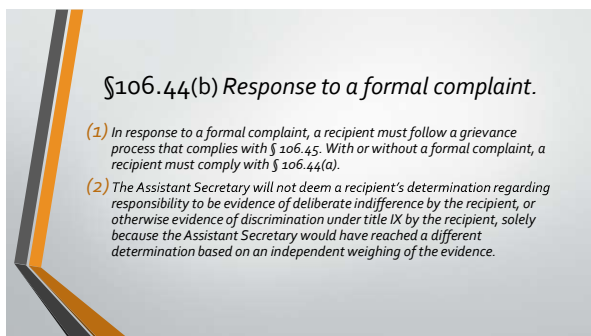 §106.44(b) Response to a formal complaint.
(1) In response to a formal complaint, a recipient must follow a grievance
process that complies with § 106.45. With or without a formal complaint, a
recipient must comply with § 106.44(a).
(2) The Assistant Secretary will not deem a recipient's determination regarding
responsibility to be evidence of deliberate indifference by the recipient, or
otherwise evidence of discrimination under title IX by the recipient, solely
because the Assistant Secretary would have reached a different
determination based on an independent weighing of the evidence.